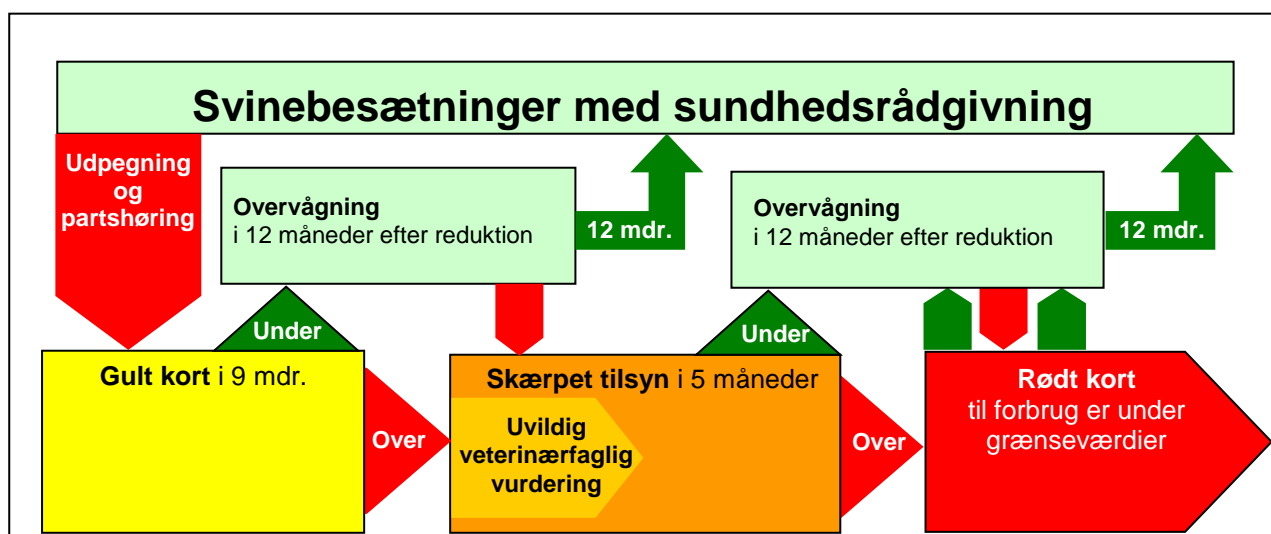 Svinebesætninger med sundhedsrådgivning
Udpegning
og
partshøring
Overvågning
i 12 måneder efter reduktion
12 mdr.
Overvågning
i 12 måneder efter reduktion
12 mdr.
Under
Under
Gult kort i 9 mdr.
Over
Skærpet tilsyn i 5 måneder
Uvildig
veterinærfaglig
vurdering
Over
Rødt kort
til forbrug er under
grænseværdier